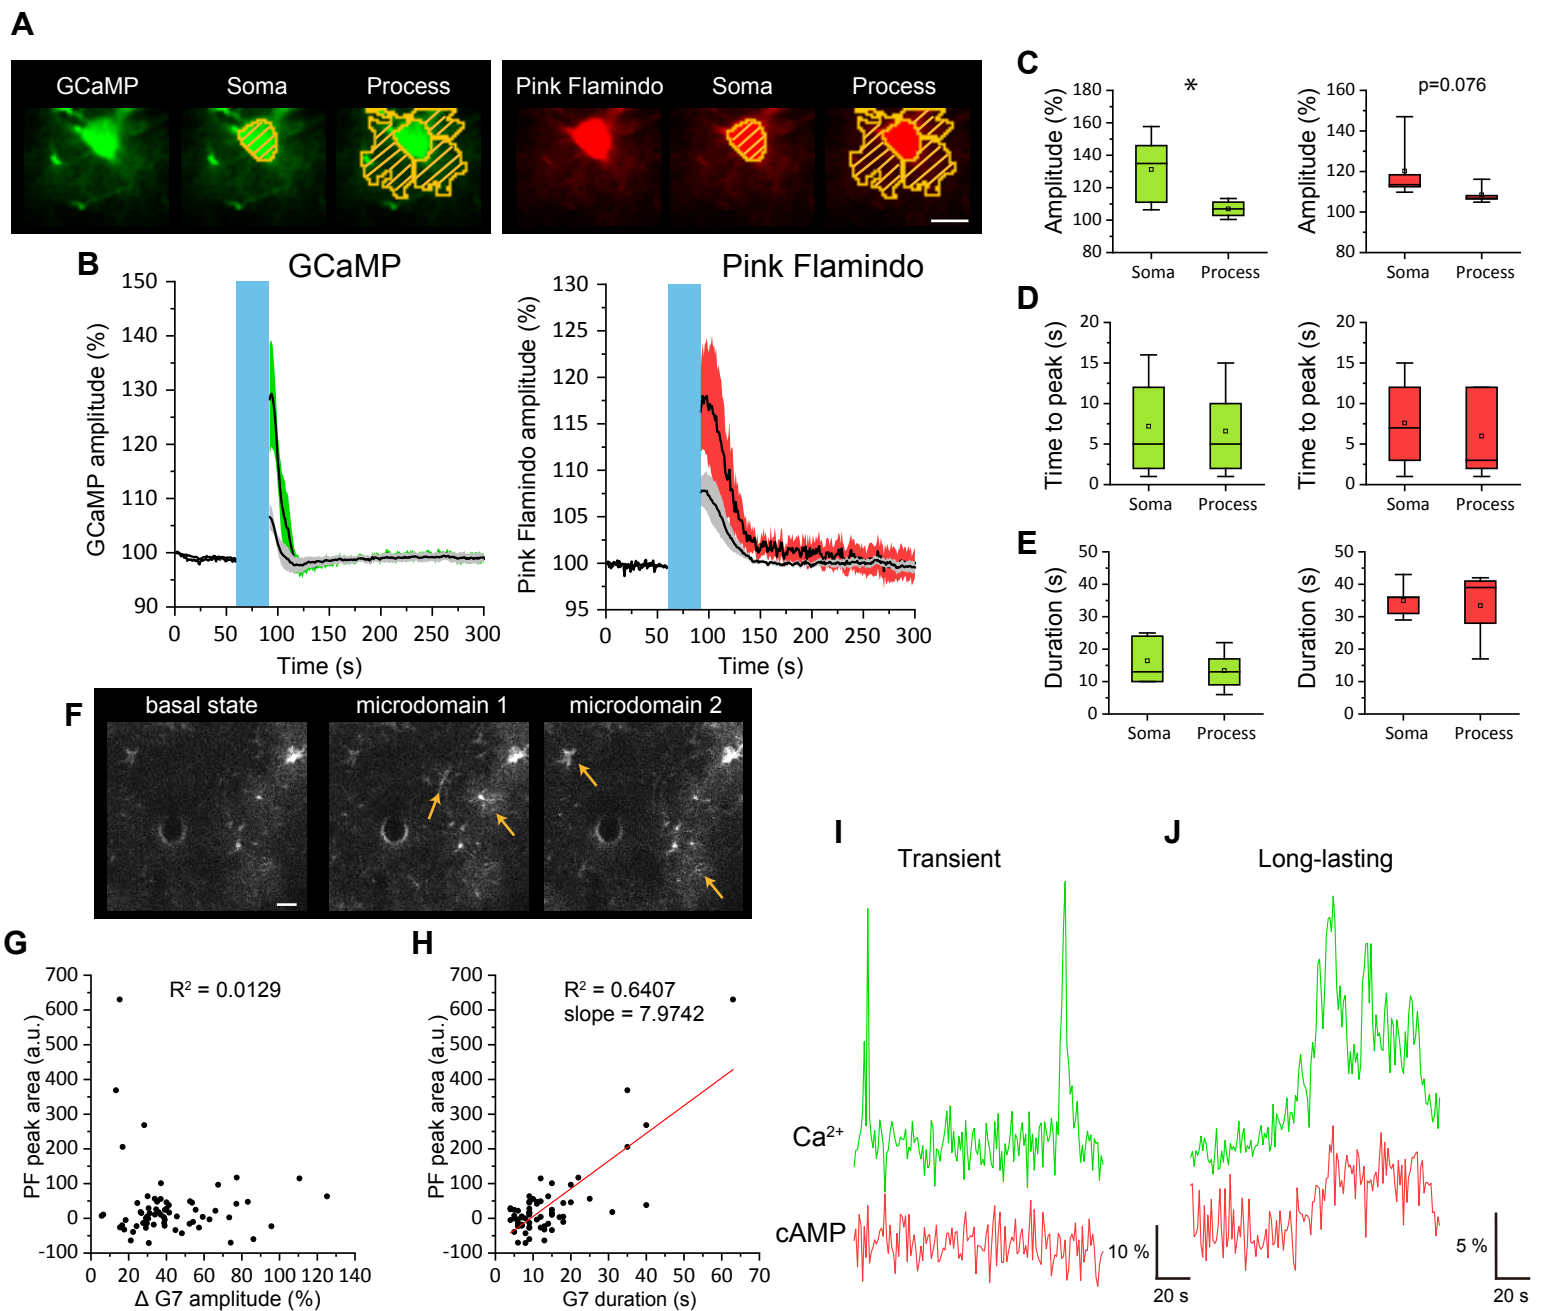 A
GCaMP Soma Process
Pink Flamindo Soma Process
B
GCaMP
GCaMP amplitude (%)
150
140
130
120
110
100
90
0 50 100 150 200 250 300
Time (s)
Pink Flamindo
Pink Flamindo amplitude (%)
130
125
120
115
110
105
100
95
0 50 100 150 200 250 300
Time (s)
C
Amplitude (%)
180
160
140
120
100
80
*
Soma Process
Amplitude (%)
160
140
120
100
80
p=0.076
Soma Process
D
Time to peak (s)
20
15
10
5
0
Soma Process
Time to peak (s)
20
15
10
5
0
Soma Process
E
Duration (s)
50
40
30
20
10
0
Soma Process
Duration (s)
50
40
30
20
10
0
Soma Process
F
basal state microdomain 1 microdomain 2
G
PF peak area (a.u.)
700
600
500
400
300
200
100
0
-100
R² = 0.0129
0 20 40 60 80 100 120 140
Δ G7 amplitude (%)
H
PF peak area (a.u.)
700
600
500
400
300
200
100
0
-100
R² = 0.6407
slope = 7.9742
0 10 20 30 40 50 60 70
G7 duration (s)
I
Transient
Ca²⁺
cAMP
10 %
20 s
J
Long-lasting
5 %
20 s